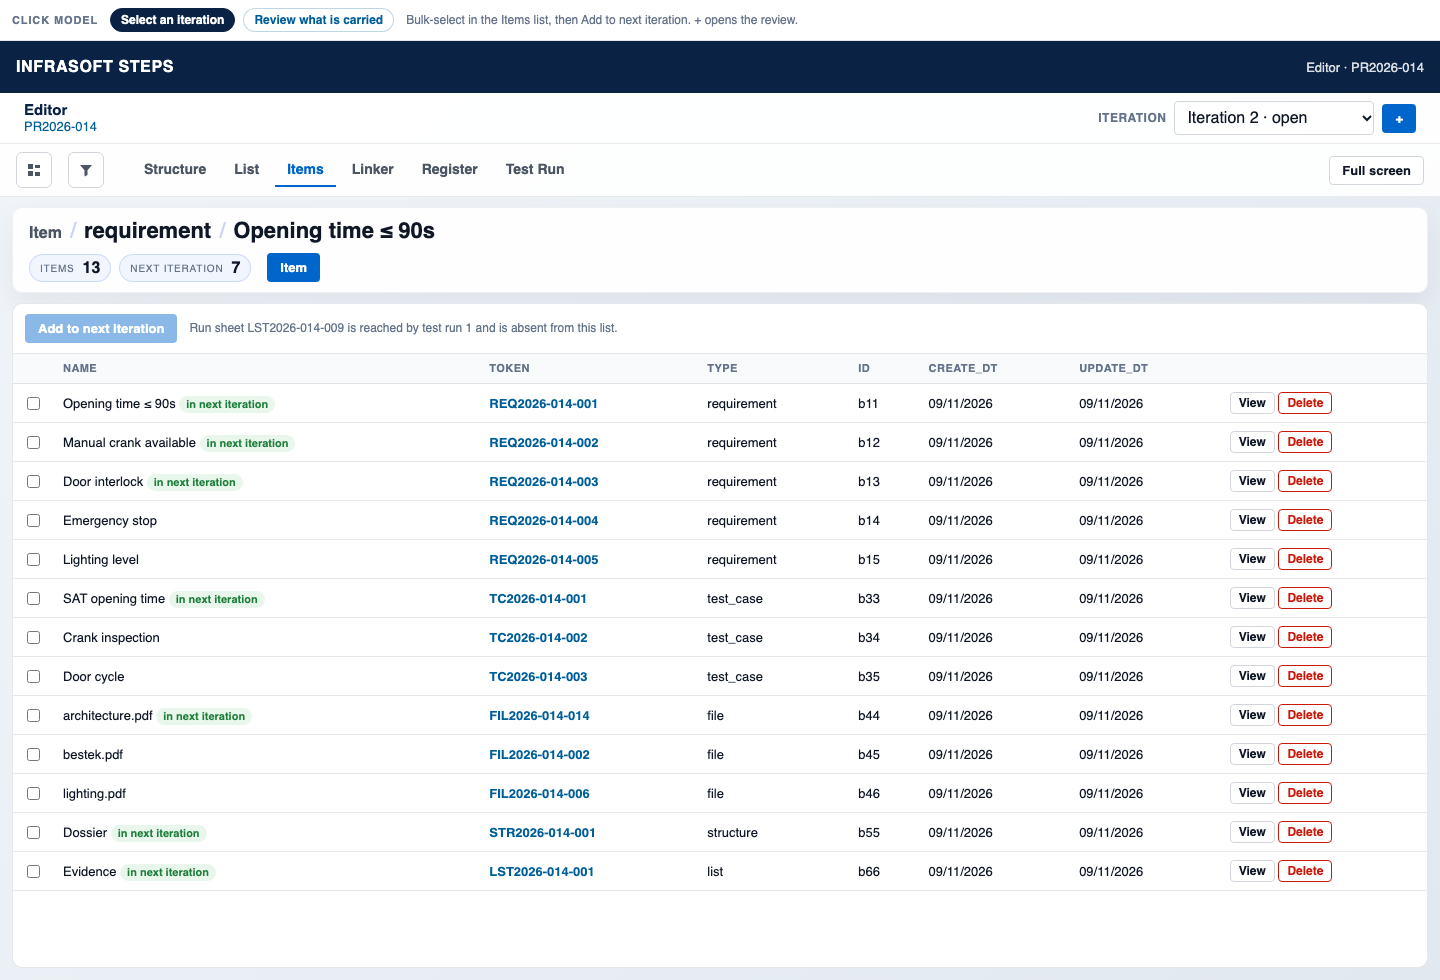 CLICK MODEL Select an iteration Review what is carried Bulk-select in the Items list, then Add to next iteration. + opens the review.
INFRASOFT STEPS Editor · PR2026-014
Editor
PR2026-014
ITERATION Iteration 2 · open +
Structure List Items Linker Register Test Run Full screen
Item / requirement / Opening time ≤ 90s
ITEMS 13 NEXT ITERATION 7 Item
Add to next iteration Run sheet LST2026-014-009 is reached by test run 1 and is absent from this list.
NAME TOKEN TYPE ID CREATE_DT UPDATE_DT
Opening time ≤ 90s in next iteration REQ2026-014-001 requirement b11 09/11/2026 09/11/2026 View Delete
Manual crank available in next iteration REQ2026-014-002 requirement b12 09/11/2026 09/11/2026 View Delete
Door interlock in next iteration REQ2026-014-003 requirement b13 09/11/2026 09/11/2026 View Delete
Emergency stop REQ2026-014-004 requirement b14 09/11/2026 09/11/2026 View Delete
Lighting level REQ2026-014-005 requirement b15 09/11/2026 09/11/2026 View Delete
SAT opening time in next iteration TC2026-014-001 test_case b33 09/11/2026 09/11/2026 View Delete
Crank inspection TC2026-014-002 test_case b34 09/11/2026 09/11/2026 View Delete
Door cycle TC2026-014-003 test_case b35 09/11/2026 09/11/2026 View Delete
architecture.pdf in next iteration FIL2026-014-014 file b44 09/11/2026 09/11/2026 View Delete
bestek.pdf FIL2026-014-002 file b45 09/11/2026 09/11/2026 View Delete
lighting.pdf FIL2026-014-006 file b46 09/11/2026 09/11/2026 View Delete
Dossier in next iteration STR2026-014-001 structure b55 09/11/2026 09/11/2026 View Delete
Evidence in next iteration LST2026-014-001 list b66 09/11/2026 09/11/2026 View Delete